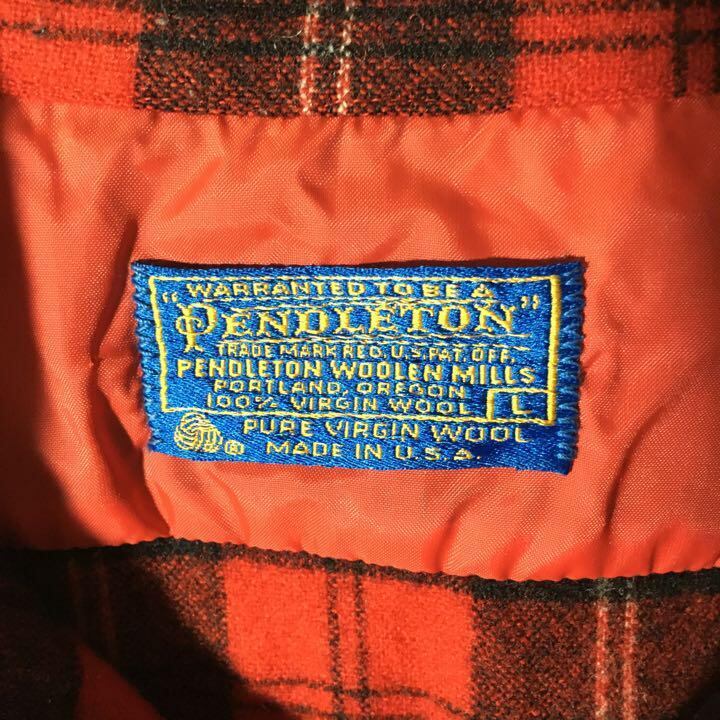 WARRANTED TO BE A
"PENDLETON"
TRADE MARK REG. U.S. PAT. OFF.
PENDLETON WOOLEN MILLS
PORTLAND, OREGON
100% VIRGIN WOOL L
PURE VIRGIN WOOL
® MADE IN U.S.A.